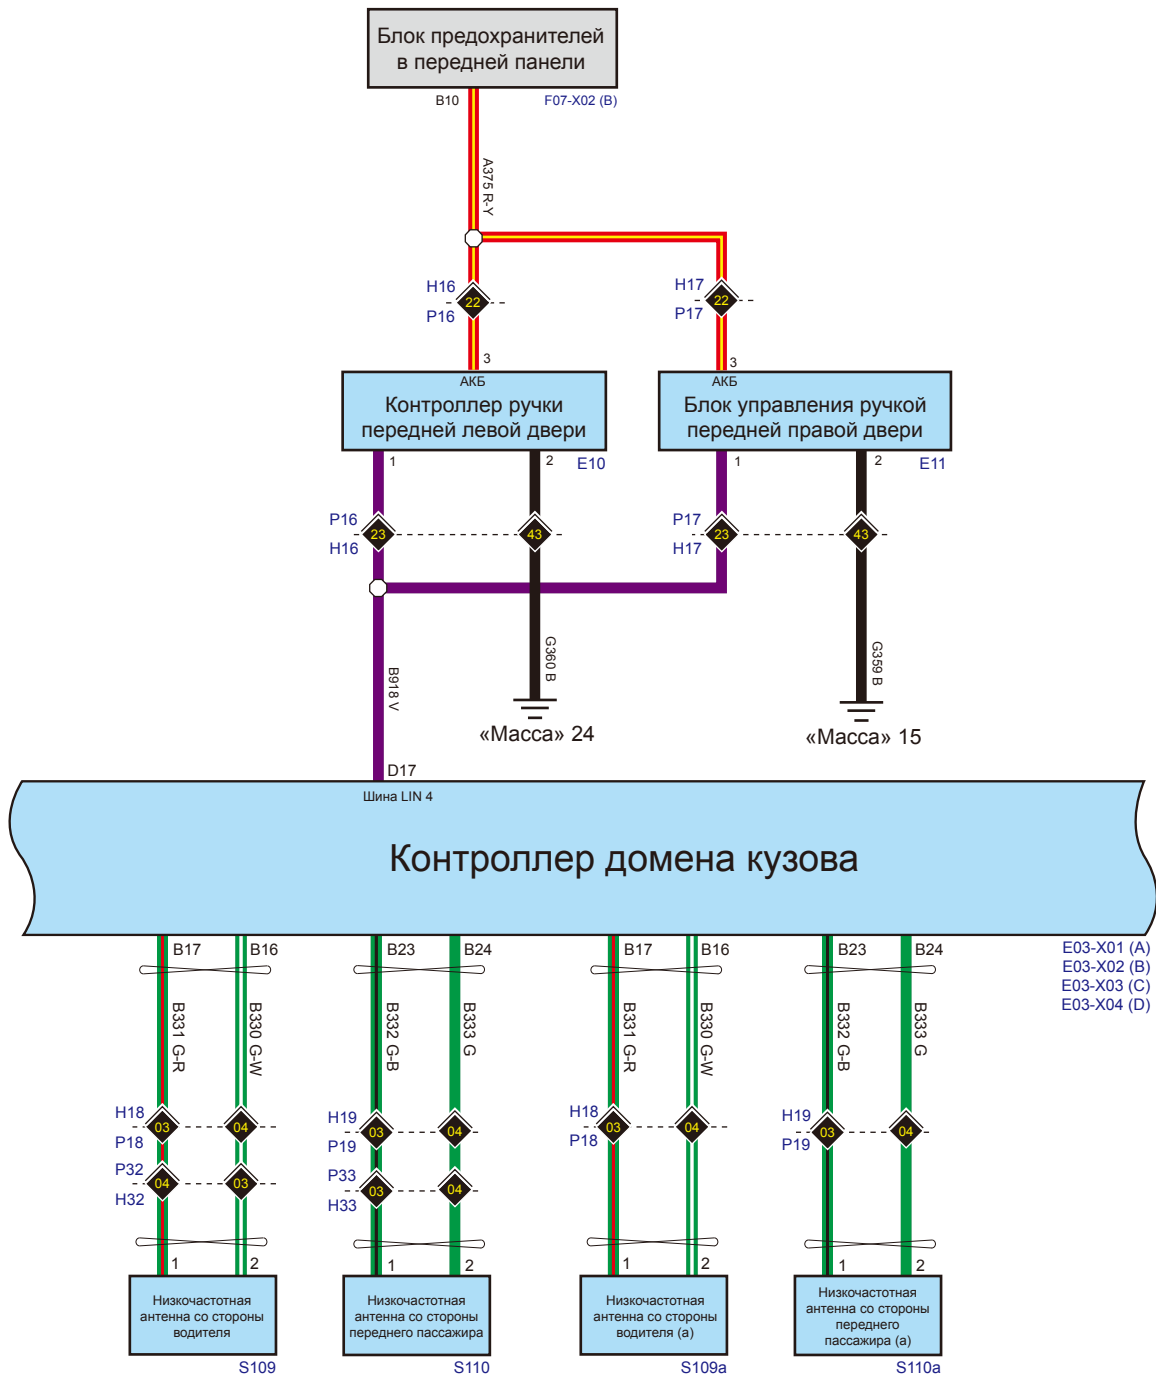 Блок предохранителей
в передней панели
B10
F07-X02 (B)
A375 R-Y
H16
22
P16
H17
22
P17
3
3
АКБ
Контроллер ручки
передней левой двери
АКБ
Блок управления ручкой
передней правой двери
1
2
E10
1
2
E11
P16
23
43
H16
P17
23
43
H17
B918 V
G360 B
G359 B
«Масса» 24
«Масса» 15
D17
Шина LIN 4
Контроллер домена кузова
B17
B16
B23
B24
B17
B16
B23
B24
E03-X01 (A)
E03-X02 (B)
E03-X03 (C)
E03-X04 (D)
B331 G-R
B330 G-W
B332 G-B
B333 G
B331 G-R
B330 G-W
B332 G-B
B333 G
H18
03
04
P18
H19
03
04
P19
H18
03
04
P18
H19
03
04
P19
P32
04
03
H32
P33
03
04
H33
1
2
1
2
1
2
1
2
Низкочастотная
антенна со стороны
водителя
S109
Низкочастотная
антенна со стороны
переднего пассажира
S110
Низкочастотная
антенна со стороны
водителя (a)
S109a
Низкочастотная
антенна со стороны
переднего
пассажира (a)
S110a